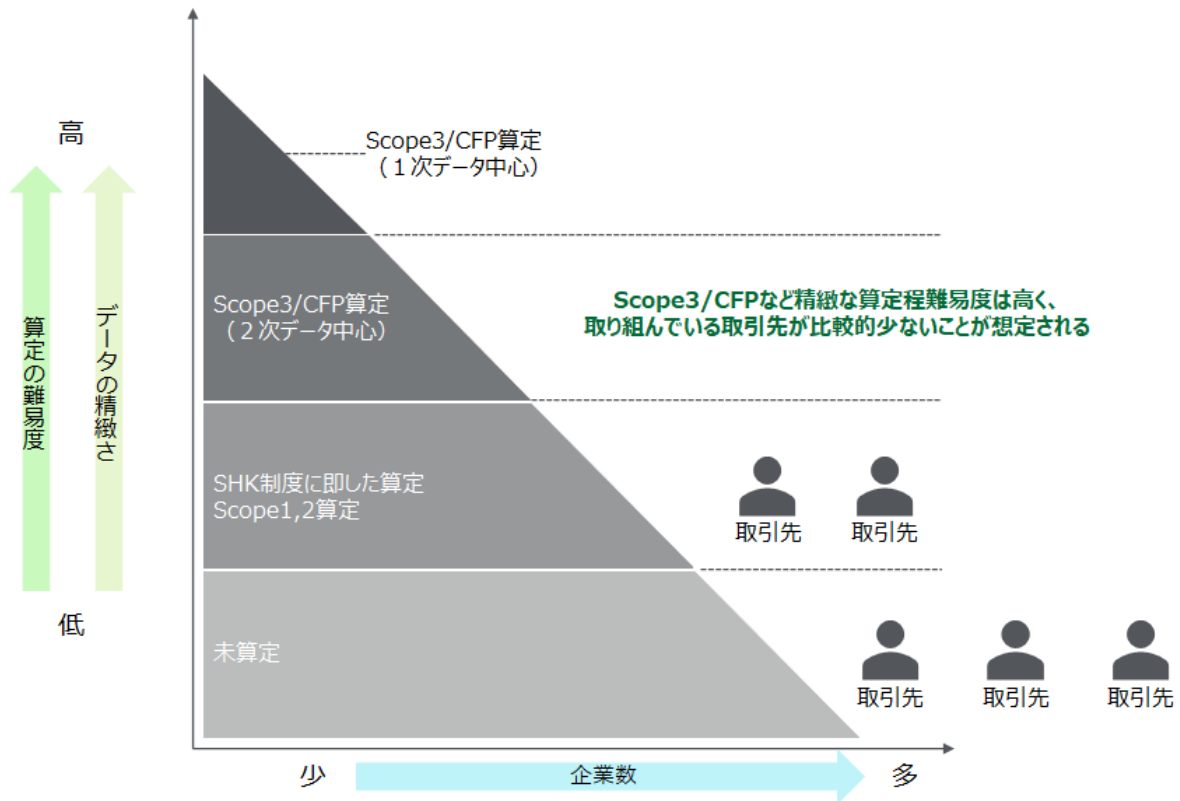 高
Scope3/CFP算定
（１次データ中心）
Scope3/CFP算定
（２次データ中心）
Scope3/CFPなど精緻な算定程難易度は高く、
取り組んでいる取引先が比較的少ないことが想定される
算定の難易度
データの精緻さ
SHK制度に即した算定
Scope1,2算定
取引先
取引先
低
未算定
取引先
取引先
取引先
少
企業数
多